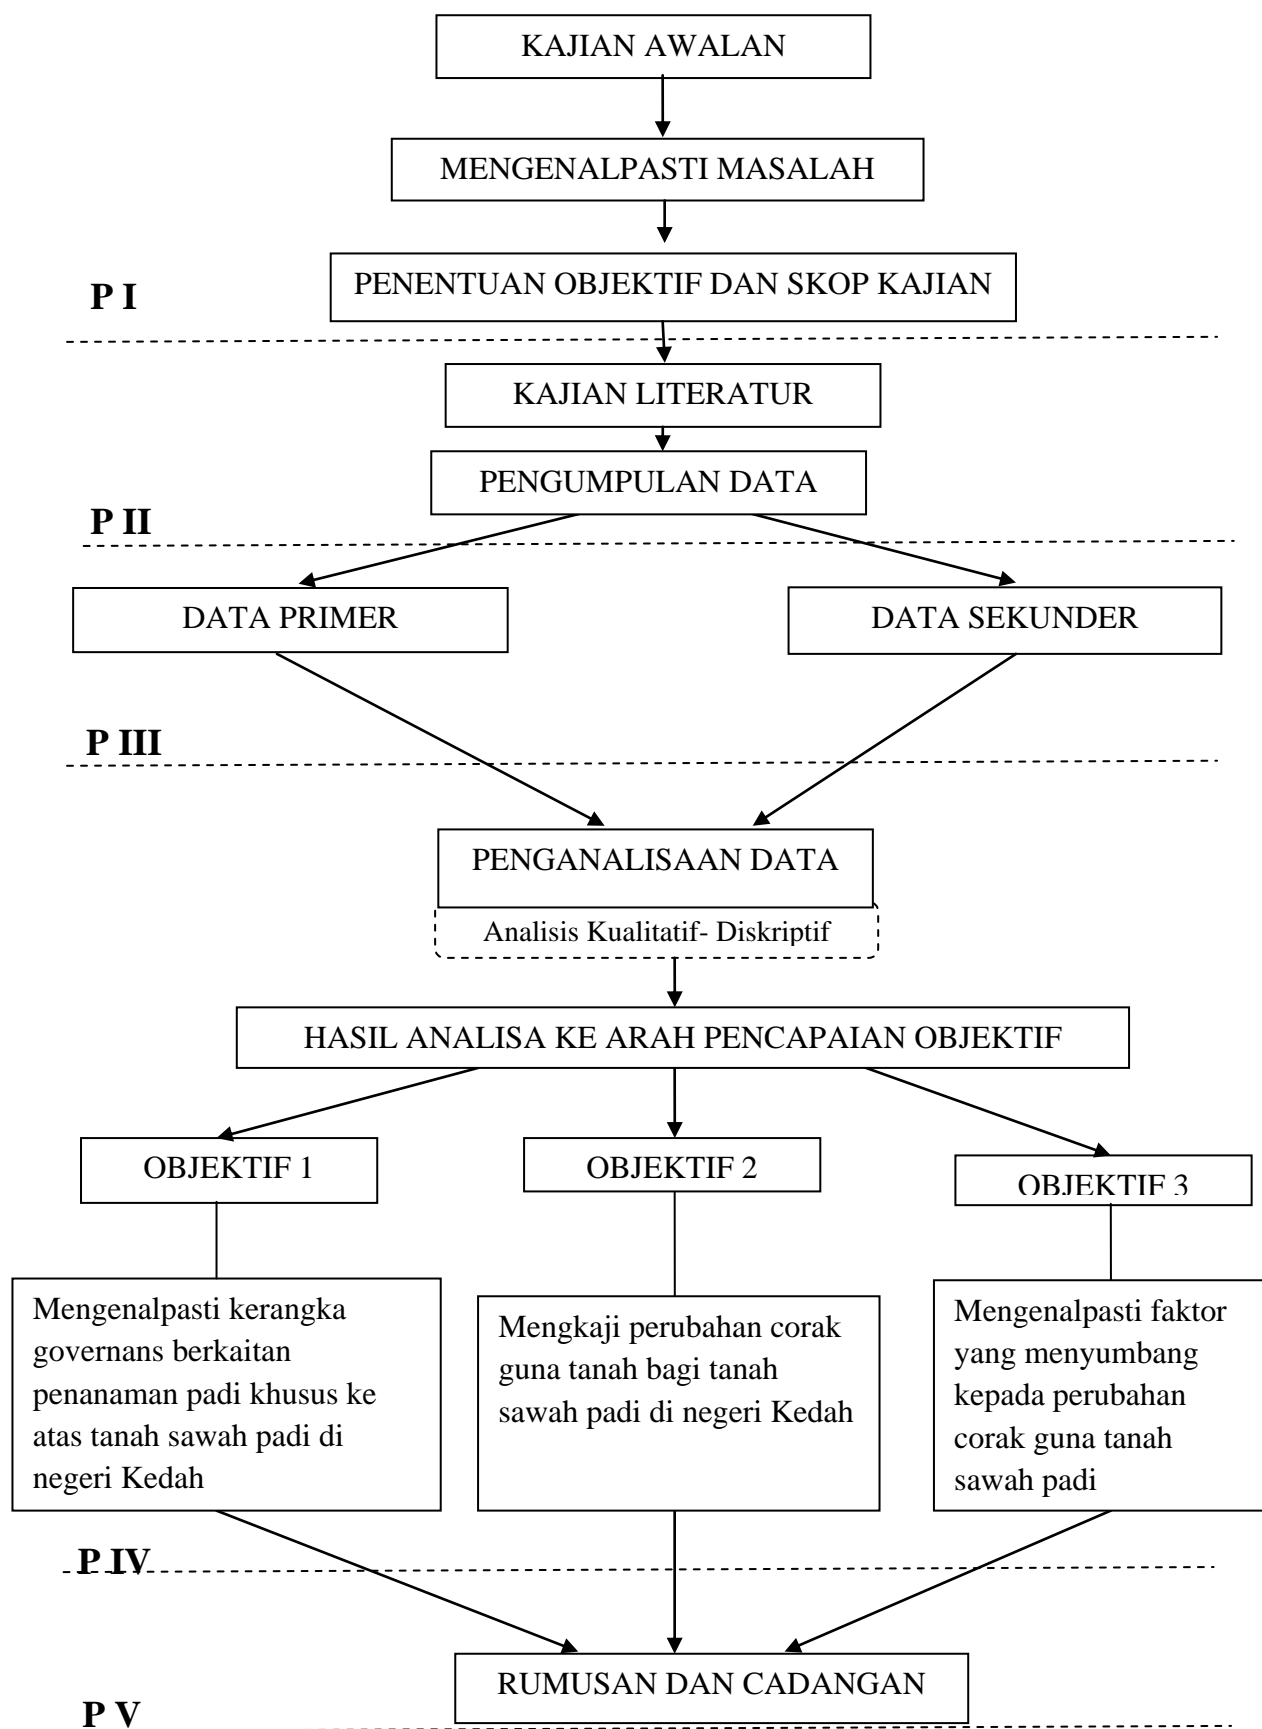 KAJIAN AWALAN
MENGENALPASTI MASALAH
PENENTUAN OBJEKTIF DAN SKOP KAJIAN
P I
KAJIAN LITERATUR
PENGUMPULAN DATA
P II
DATA PRIMER
DATA SEKUNDER
P III
PENGANALISAAN DATA
Analisis Kualitatif- Diskriptif
HASIL ANALISA KE ARAH PENCAPAIAN OBJEKTIF
OBJEKTIF 1
OBJEKTIF 2
OBJEKTIF 3
Mengenalpasti kerangka
governans berkaitan
penanaman padi khusus ke
atas tanah sawah padi di
negeri Kedah
Mengkaji perubahan corak
guna tanah bagi tanah
sawah padi di negeri Kedah
Mengenalpasti faktor
yang menyumbang
kepada perubahan
corak guna tanah
sawah padi
P IV
RUMUSAN DAN CADANGAN
P V